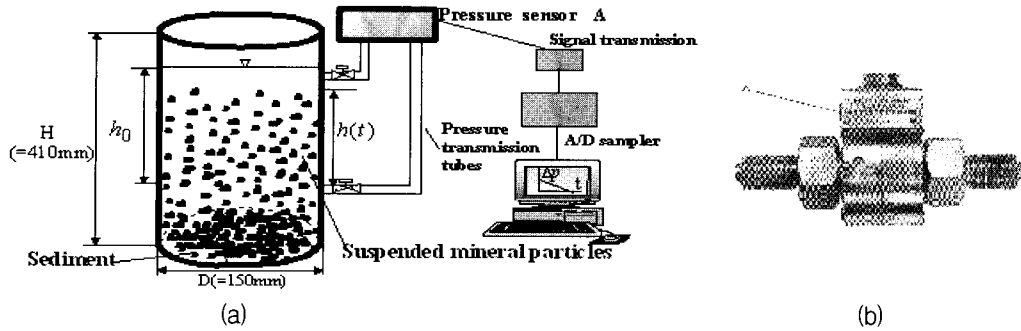 Pressure sensor A
Signal transmission
H
(=410mm)
h0
h(t)
Pressure
transmission
tubes
A/D sampler
Δp
t
Sediment
Suspended mineral particles
D(=150mm)
(a)
(b)